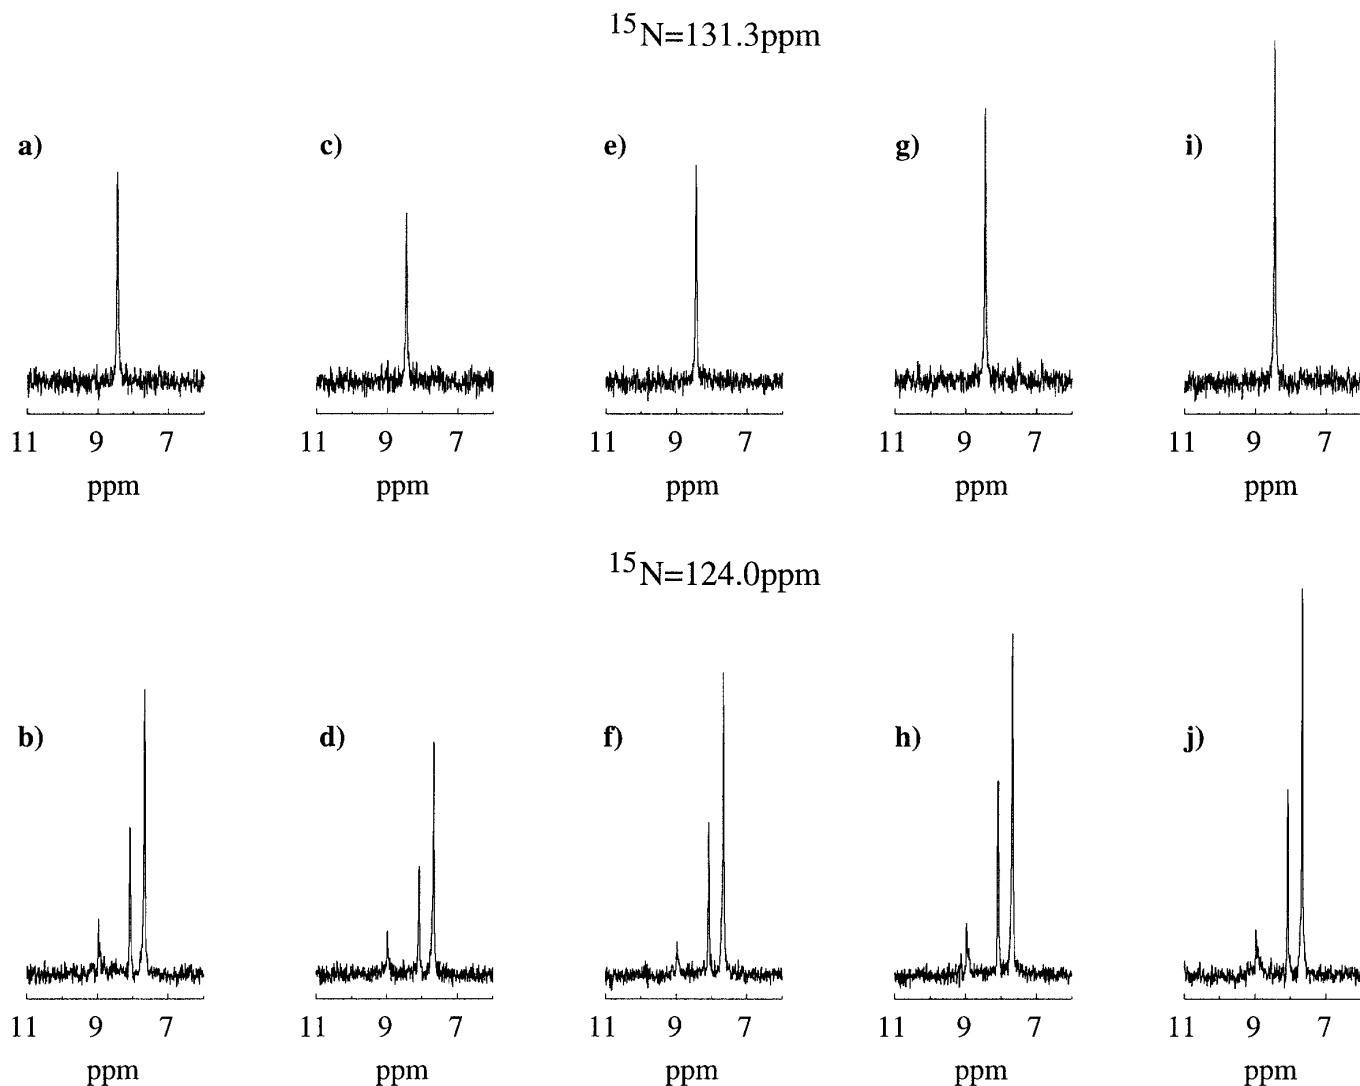 ¹⁵N=131.3ppm
a) c) e) g) i)
11 9 7 11 9 7 11 9 7 11 9 7 11 9 7
ppm ppm ppm ppm ppm
¹⁵N=124.0ppm
b) d) f) h) j)
11 9 7 11 9 7 11 9 7 11 9 7 11 9 7
ppm ppm ppm ppm ppm